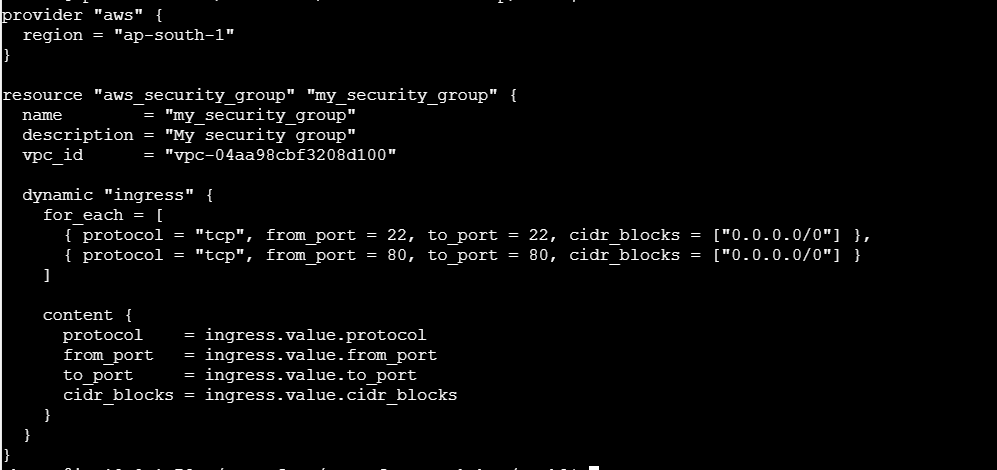 provider "aws" {
  region = "ap-south-1"
}

resource "aws_security_group" "my_security_group" {
  name        = "my_security_group"
  description = "My security group"
  vpc_id      = "vpc-04aa98cbf3208d100"

  dynamic "ingress" {
    for_each = [
      { protocol = "tcp", from_port = 22, to_port = 22, cidr_blocks = ["0.0.0.0/0"] },
      { protocol = "tcp", from_port = 80, to_port = 80, cidr_blocks = ["0.0.0.0/0"] }
    ]

    content {
      protocol    = ingress.value.protocol
      from_port   = ingress.value.from_port
      to_port     = ingress.value.to_port
      cidr_blocks = ingress.value.cidr_blocks
    }
  }
}